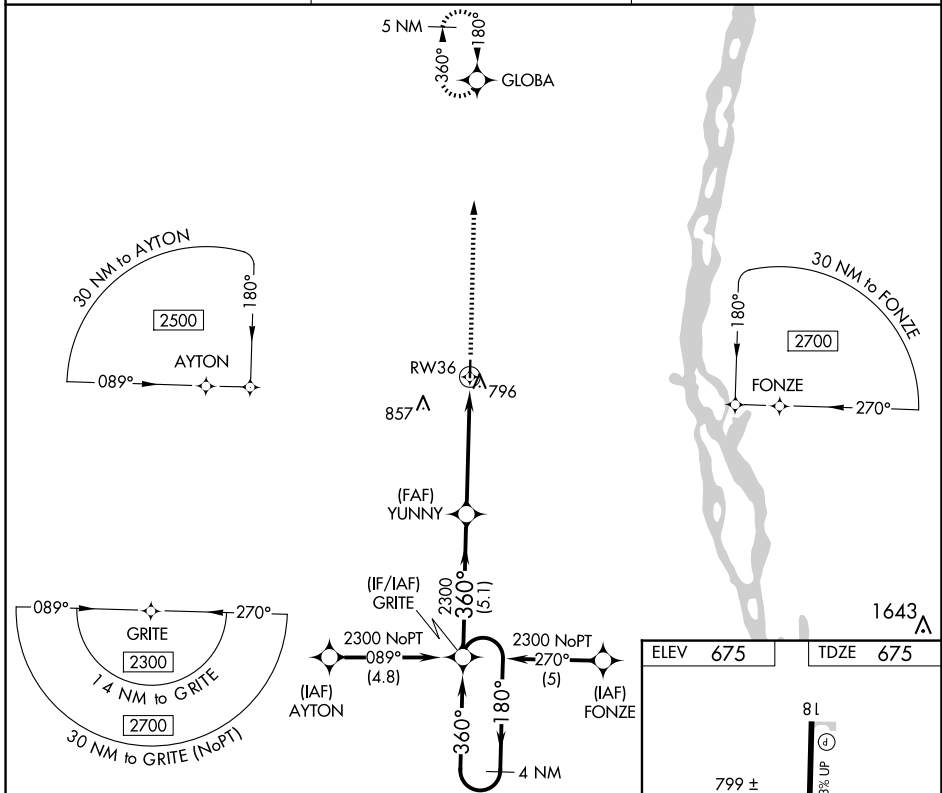 5 NM
180°
360°
GLOBA
30 NM to AYTON
2500
180°
AYTON
089°
30 NM to FONZE
180°
2700
FONZE
270°
RW36
796
857
(FAF)
YUNNY
2300
360°
(5.1)
(IF/IAF)
GRITE
089°
270°
GRITE
2300
14 NM to GRITE
2700
30 NM to GRITE (NoPT)
2300 NoPT
089°
(4.8)
(IAF)
AYTON
2300 NoPT
270°
(5)
(IAF)
FONZE
360°
180°
4 NM
1643
ELEV 675
TDZE 675
18
P
% UP
799 ±